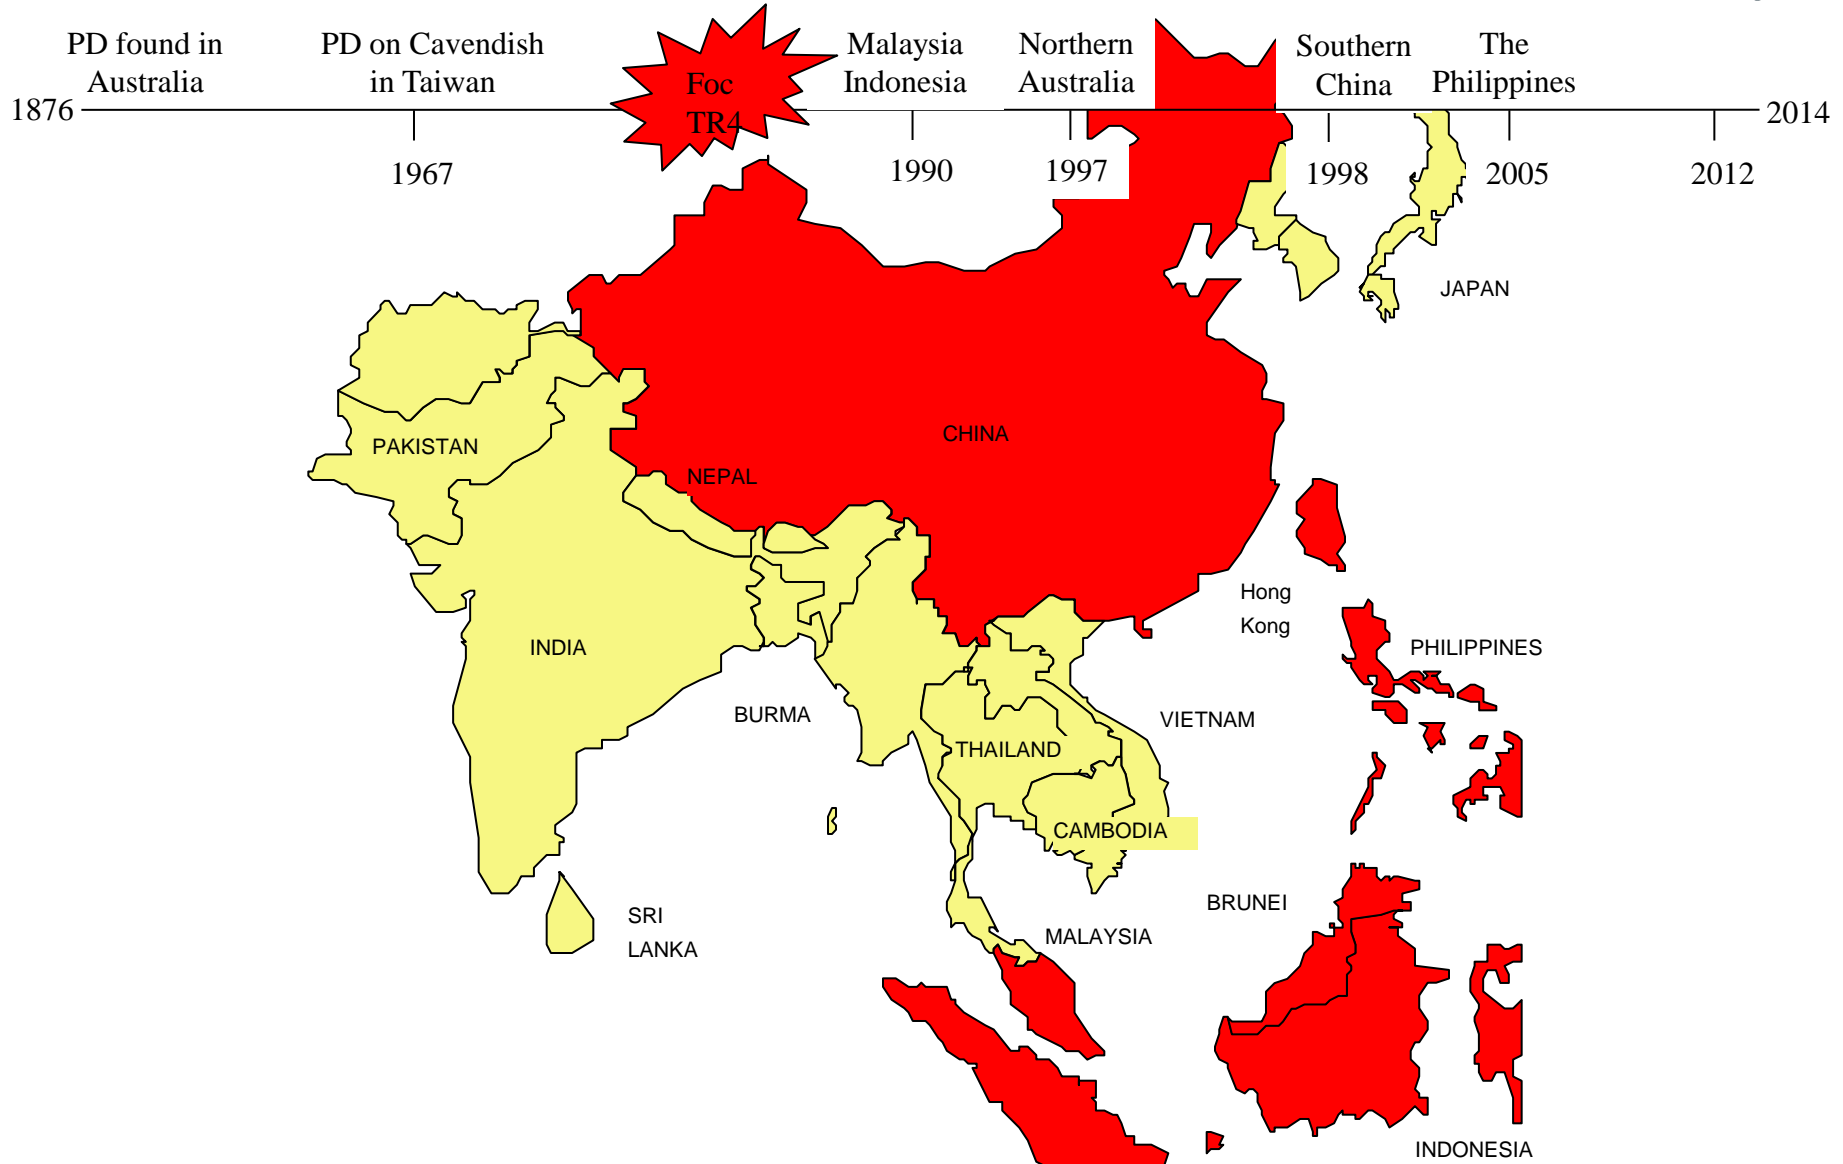 PD found in
Australia
PD on Cavendish
in Taiwan
Foc
TR4
Malaysia
Indonesia
Northern
Australia
Southern
China
The
Philippines
1876
2014
1967
1990
1997
1998
2005
2012
JAPAN
CHINA
PAKISTAN
NEPAL
Hong
Kong
INDIA
PHILIPPINES
BURMA
VIETNAM
THAILAND
CAMBODIA
BRUNEI
SRI
LANKA
MALAYSIA
INDONESIA